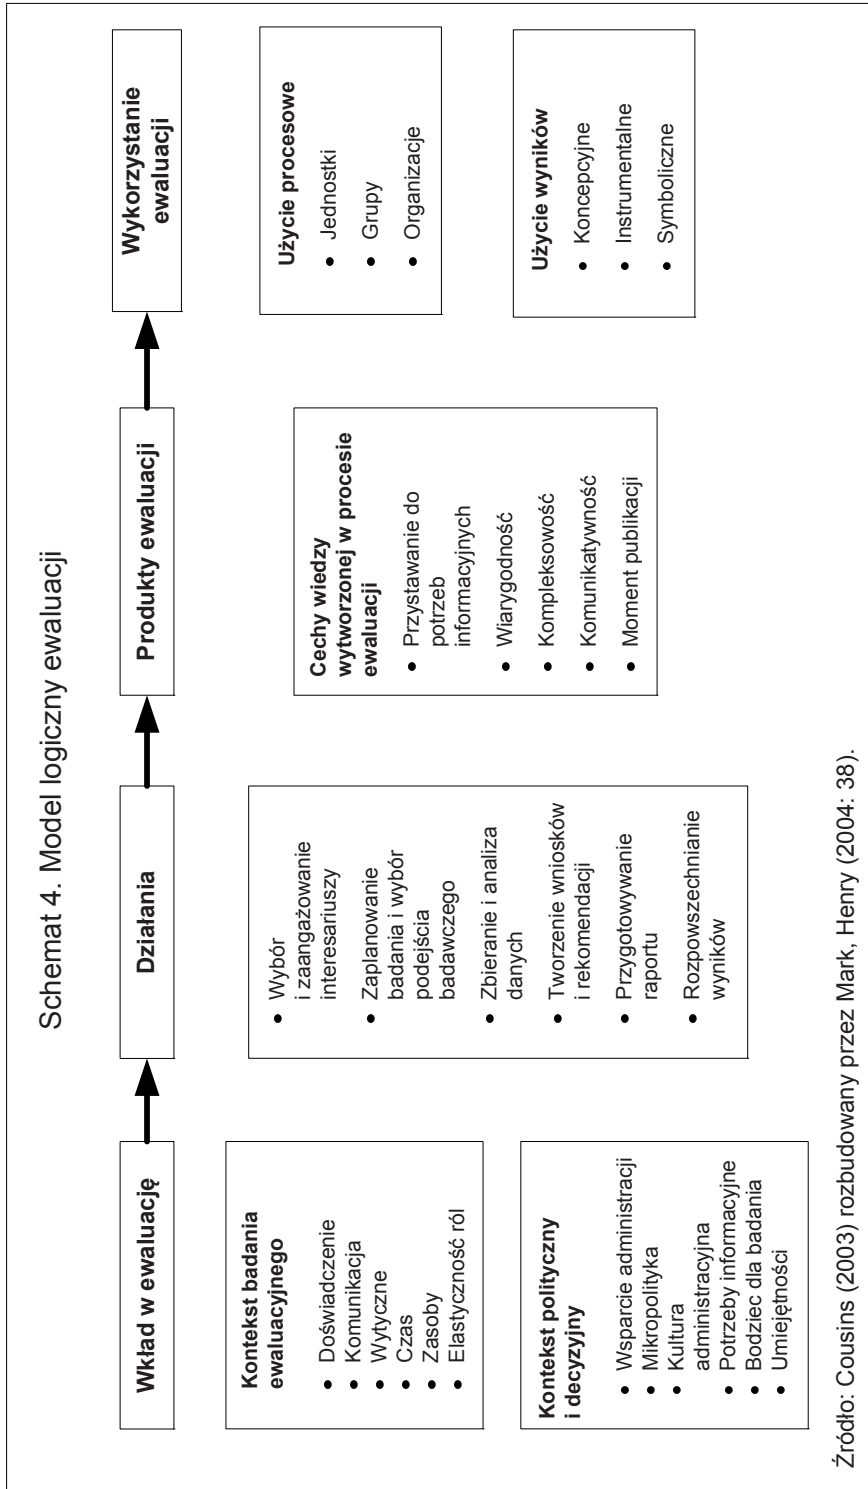 Schemat 4. Model logiczny ewaluacji
Wkład w ewaluację
Działania
Produkty ewaluacji
Wykorzystanie
ewaluacji
Kontekst badania
ewaluacyjnego
• Doświadczenie
• Komunikacja
• Wytyczne
• Czas
• Zasoby
• Elastyczność ról
Kontekst polityczny
i decyzyjny
• Wsparcie administracji
• Mikropolityka
• Kultura
administracyjna
• Potrzeby informacyjne
• Bodziec dla badania
• Umiejętności
• Wybór
i zaangażowanie
interesariuszy
• Zaplanowanie
badania i wybór
podejścia
badawczego
• Zbieranie i analiza
danych
• Tworzenie wniosków
i rekomendacji
• Przygotowywanie
raportu
• Rozpowszechnianie
wyników
Cechy wiedzy
wytworzonej w procesie
ewaluacji
• Przystawanie do
potrzeb
informacyjnych
• Wiarygodność
• Kompleksowość
• Komunikatywność
• Moment publikacji
Użycie procesowe
• Jednostki
• Grupy
• Organizacje
Użycie wyników
• Koncepcyjne
• Instrumentalne
• Symboliczne
Źródło: Cousins (2003) rozbudowany przez Mark, Henry (2004: 38).